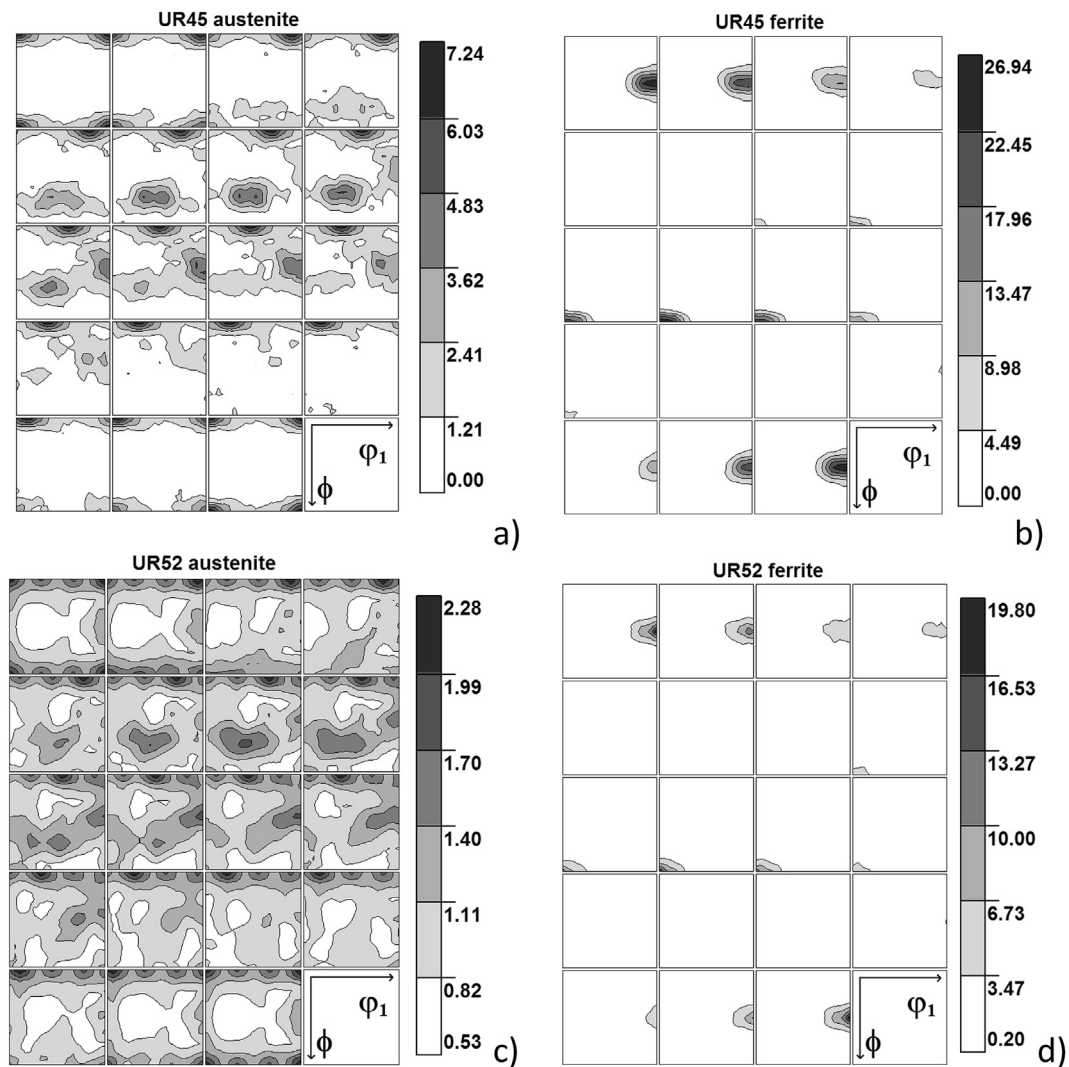 UR45 austenite
7.24
6.03
4.83
3.62
2.41
1.21
0.00
φ1
ϕ
a)
UR45 ferrite
26.94
22.45
17.96
13.47
8.98
4.49
0.00
φ1
ϕ
b)
UR52 austenite
2.28
1.99
1.70
1.40
1.11
0.82
0.53
φ1
ϕ
c)
UR52 ferrite
19.80
16.53
13.27
10.00
6.73
3.47
0.20
φ1
ϕ
d)